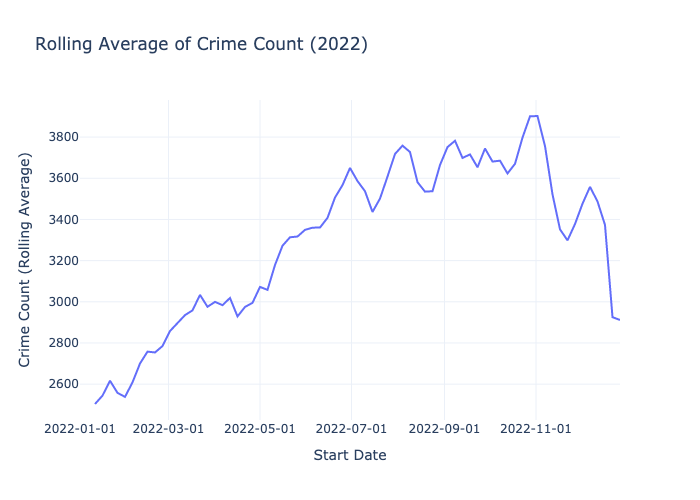 Rolling Average of Crime Count (2022)
3800
3600
3400
3200
3000
2800
2600
Crime Count (Rolling Average)
2022-01-01 2022-03-01 2022-05-01 2022-07-01 2022-09-01 2022-11-01
Start Date